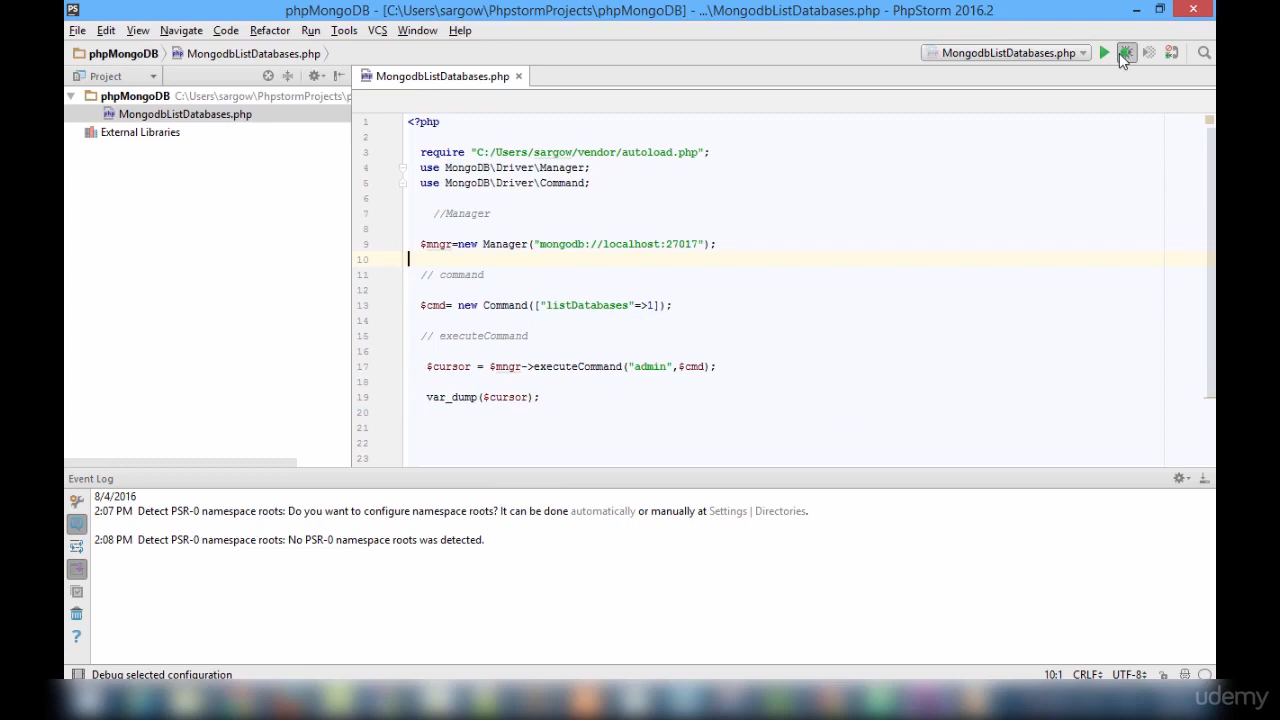 PS phpMongoDB - [C:\Users\sargow\PhpstormProjects\phpMongoDB] - ...\MongodbListDatabases.php - PhpStorm 2016.2
File Edit View Navigate Code Refactor Run Tools VCS Window Help
phpMongoDB MongodbListDatabases.php MongodbListDatabases.php
Project MongodbListDatabases.php
phpMongoDB C:\Users\sargow\PhpstormProjects\p
MongodbListDatabases.php
External Libraries
1 <?php
2
3 require "C:/Users/sargow/vendor/autoload.php";
4 use MongoDB\Driver\Manager;
5 use MongoDB\Driver\Command;
6
7 //Manager
8
9 $mngr=new Manager("mongodb://localhost:27017");
10
11 // command
12
13 $cmd= new Command(["listDatabases"=>1]);
14
15 // executeCommand
16
17 $cursor = $mngr->executeCommand("admin",$cmd);
18
19 var_dump($cursor);
20
21
22
23
Event Log
8/4/2016
2:07 PM Detect PSR-0 namespace roots: Do you want to configure namespace roots? It can be done automatically or manually at Settings | Directories.
2:08 PM Detect PSR-0 namespace roots: No PSR-0 namespace roots was detected.
Debug selected configuration 10:1 CRLF UTF-8
udemy